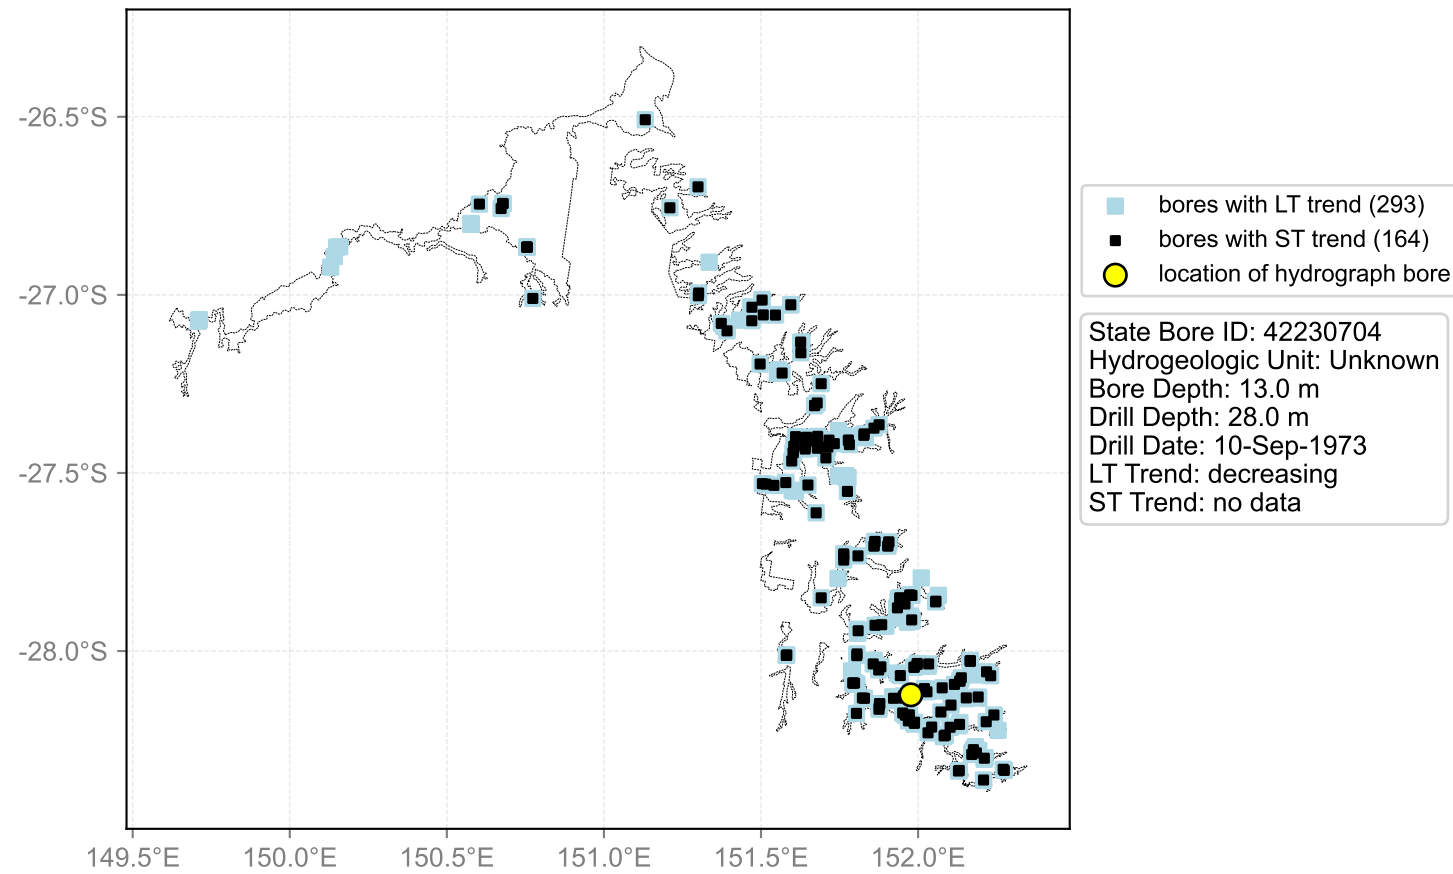 -26.5°S
-27.0°S
-27.5°S
-28.0°S
149.5°E
150.0°E
150.5°E
151.0°E
151.5°E
152.0°E
bores with LT trend (293)
bores with ST trend (164)
location of hydrograph bore
State Bore ID: 42230704
Hydrogeologic Unit: Unknown
Bore Depth: 13.0 m
Drill Depth: 28.0 m
Drill Date: 10-Sep-1973
LT Trend: decreasing
ST Trend: no data